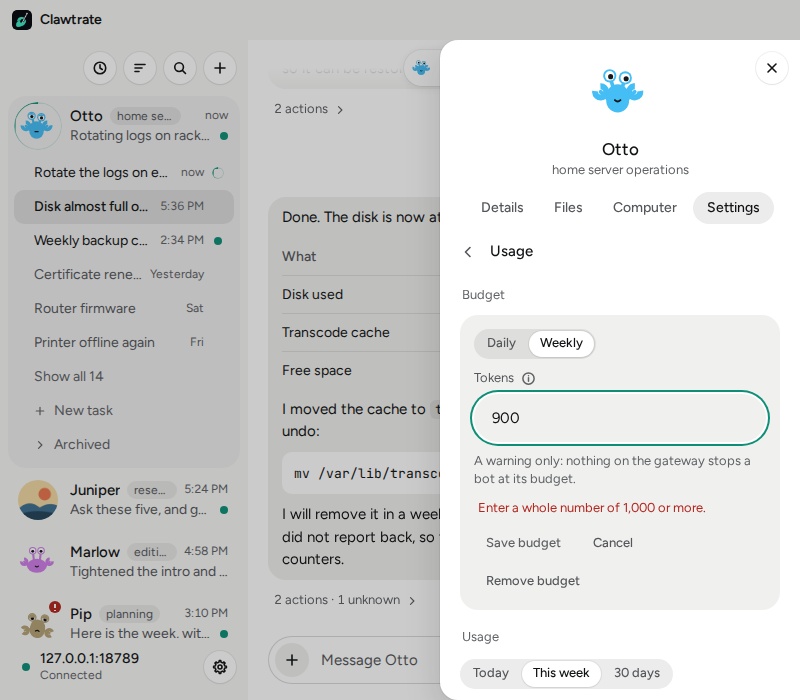 Clawtrate
Otto home se... now
Rotating logs on rack...
Rotate the logs on e... now
Disk almost full o... 5:36 PM
Weekly backup c... 2:34 PM
Certificate rene... Yesterday
Router firmware Sat
Printer offline again Fri
Show all 14
New task
Archived
Juniper rese... 5:24 PM
Ask these five, and g...
Marlow editi... 4:58 PM
Tightened the intro and ...
Pip planning 3:10 PM
Here is the week. wit...
127.0.0.1:18789
Connected
2 actions
Done. The disk is now at
What
Disk used
Transcode cache
Free space
I moved the cache to
undo:
mv /var/lib/transc
I will remove it in a week
did not report back, so
counters.
2 actions · 1 unknown
Message Otto
Otto
home server operations
Details Files Computer Settings
Usage
Budget
Daily Weekly
Tokens
900
A warning only: nothing on the gateway stops a
bot at its budget.
Enter a whole number of 1,000 or more.
Save budget Cancel
Remove budget
Usage
Today This week 30 days